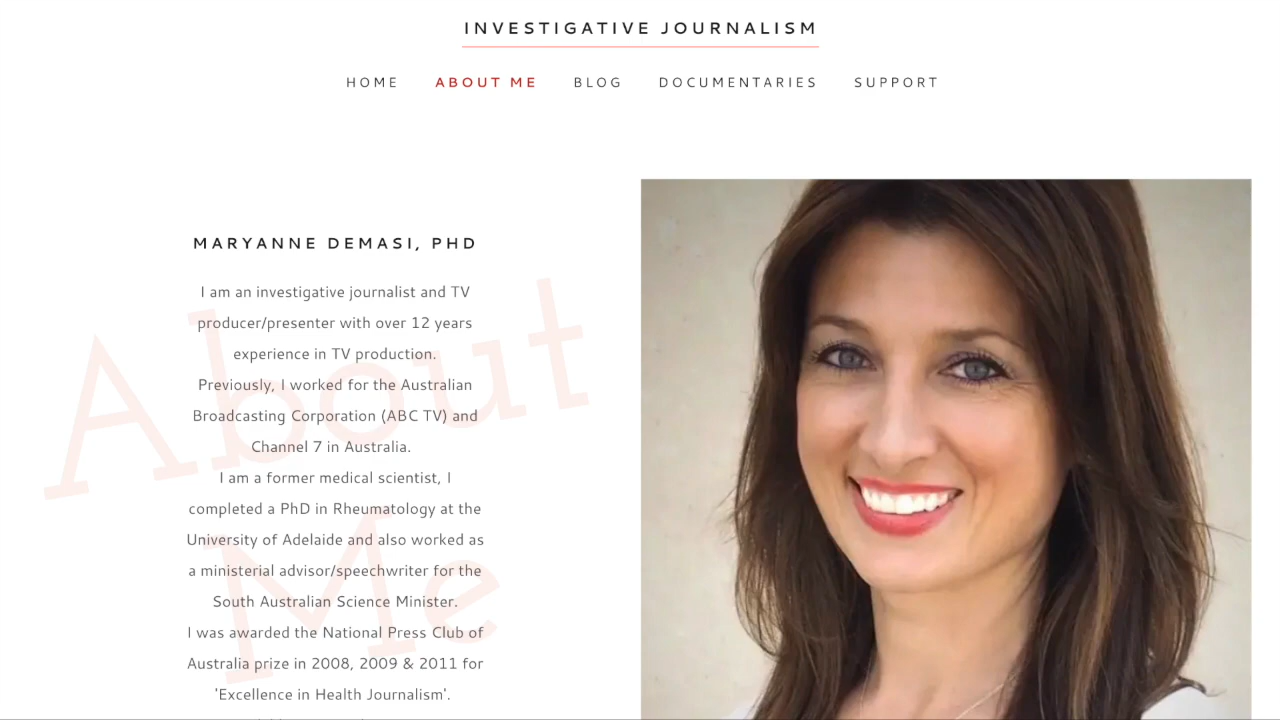 INVESTIGATIVE JOURNALISM
HOME ABOUT ME BLOG DOCUMENTARIES SUPPORT
About
Me
MARYANNE DEMASI, PHD
I am an investigative journalist and TV
producer/presenter with over 12 years
experience in TV production.
Previously, I worked for the Australian
Broadcasting Corporation (ABC TV) and
Channel 7 in Australia.
I am a former medical scientist, I
completed a PhD in Rheumatology at the
University of Adelaide and also worked as
a ministerial advisor/speechwriter for the
South Australian Science Minister.
I was awarded the National Press Club of
Australia prize in 2008, 2009 & 2011 for
'Excellence in Health Journalism'.